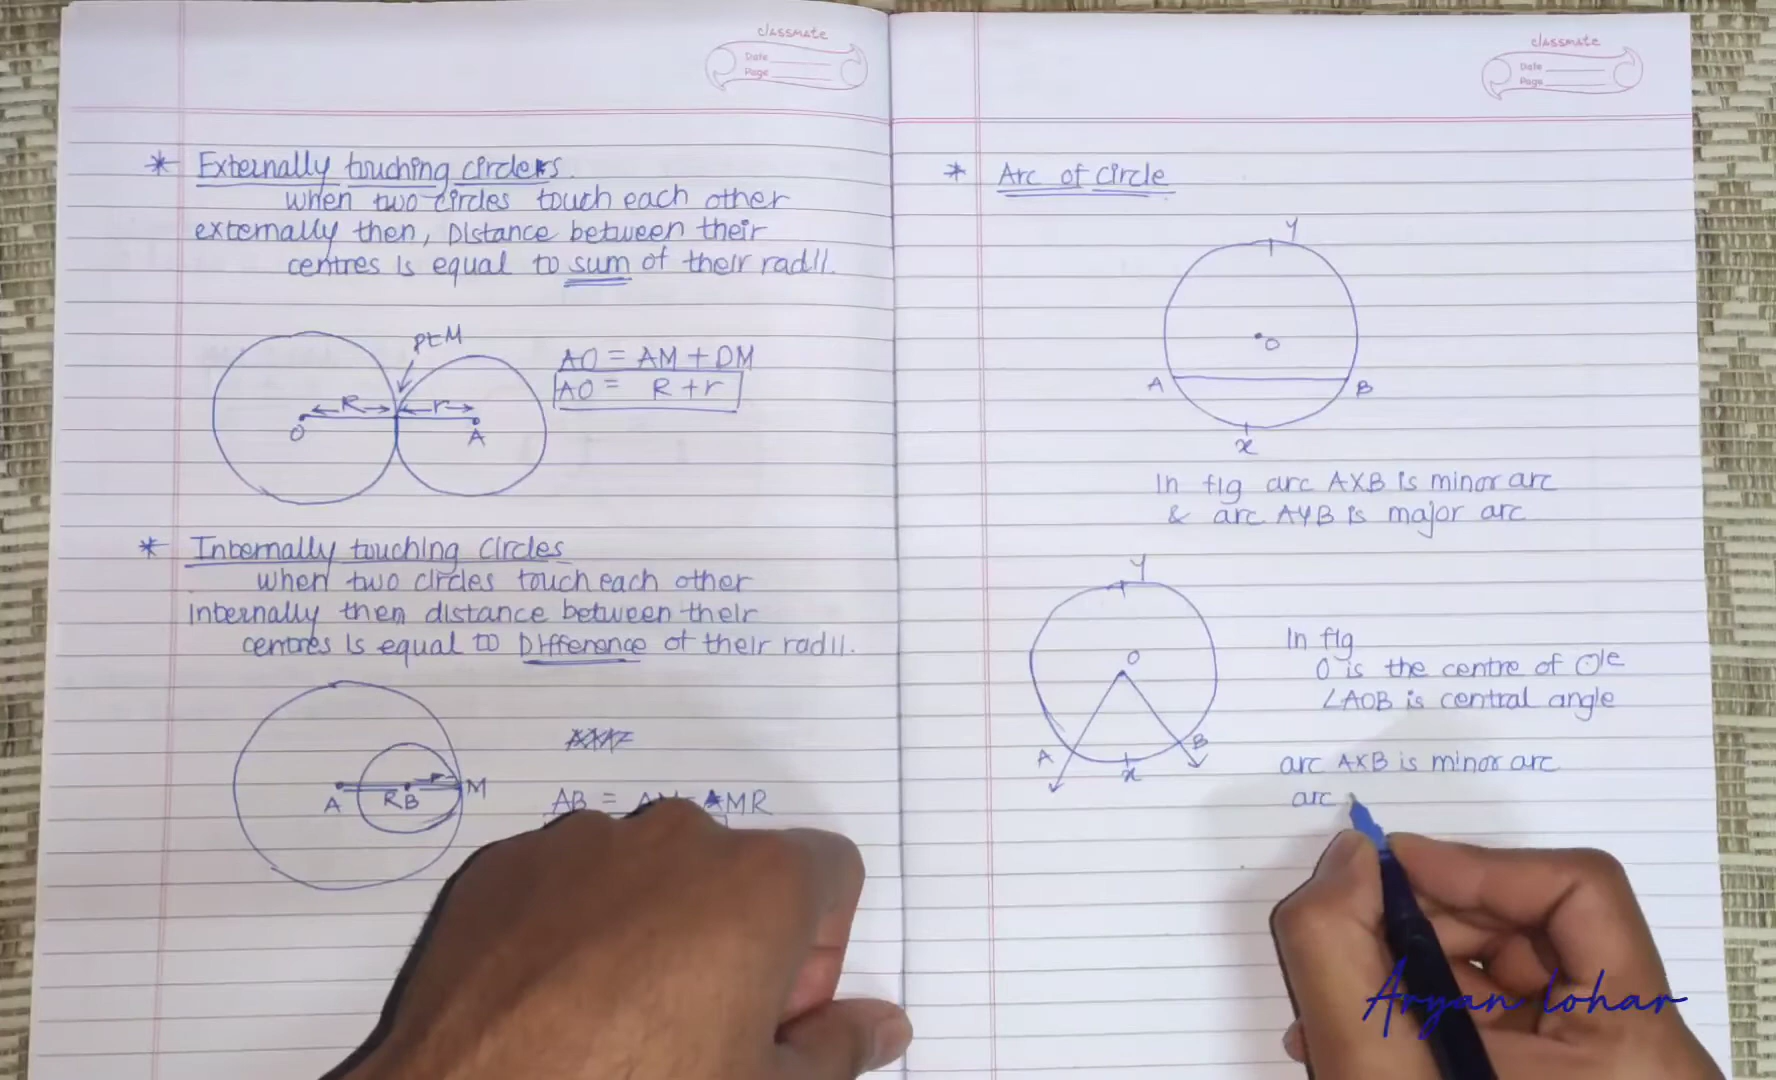 classmate
Date
Page
* Externally touching circles.
when two circles touch each other
externally then, Distance between their
centres is equal to sum of their radii.
Pt M
R
r
O
A
AO = AM + OM
AO = R + r
* Internally touching Circles
when two circles touch each other
internally then distance between their
centres is equal to Difference of their radii.
A
R B
M
AB =
MR
classmate
Date
Page
* Arc of circle
Y
O
A
B
x
In fig arc AXB is minor arc
& arc AYB is major arc
Y
O
A
B
x
In fig
O is the centre of Ole
∠AOB is central angle
arc AXB is minor arc
arc
Aryan lohar